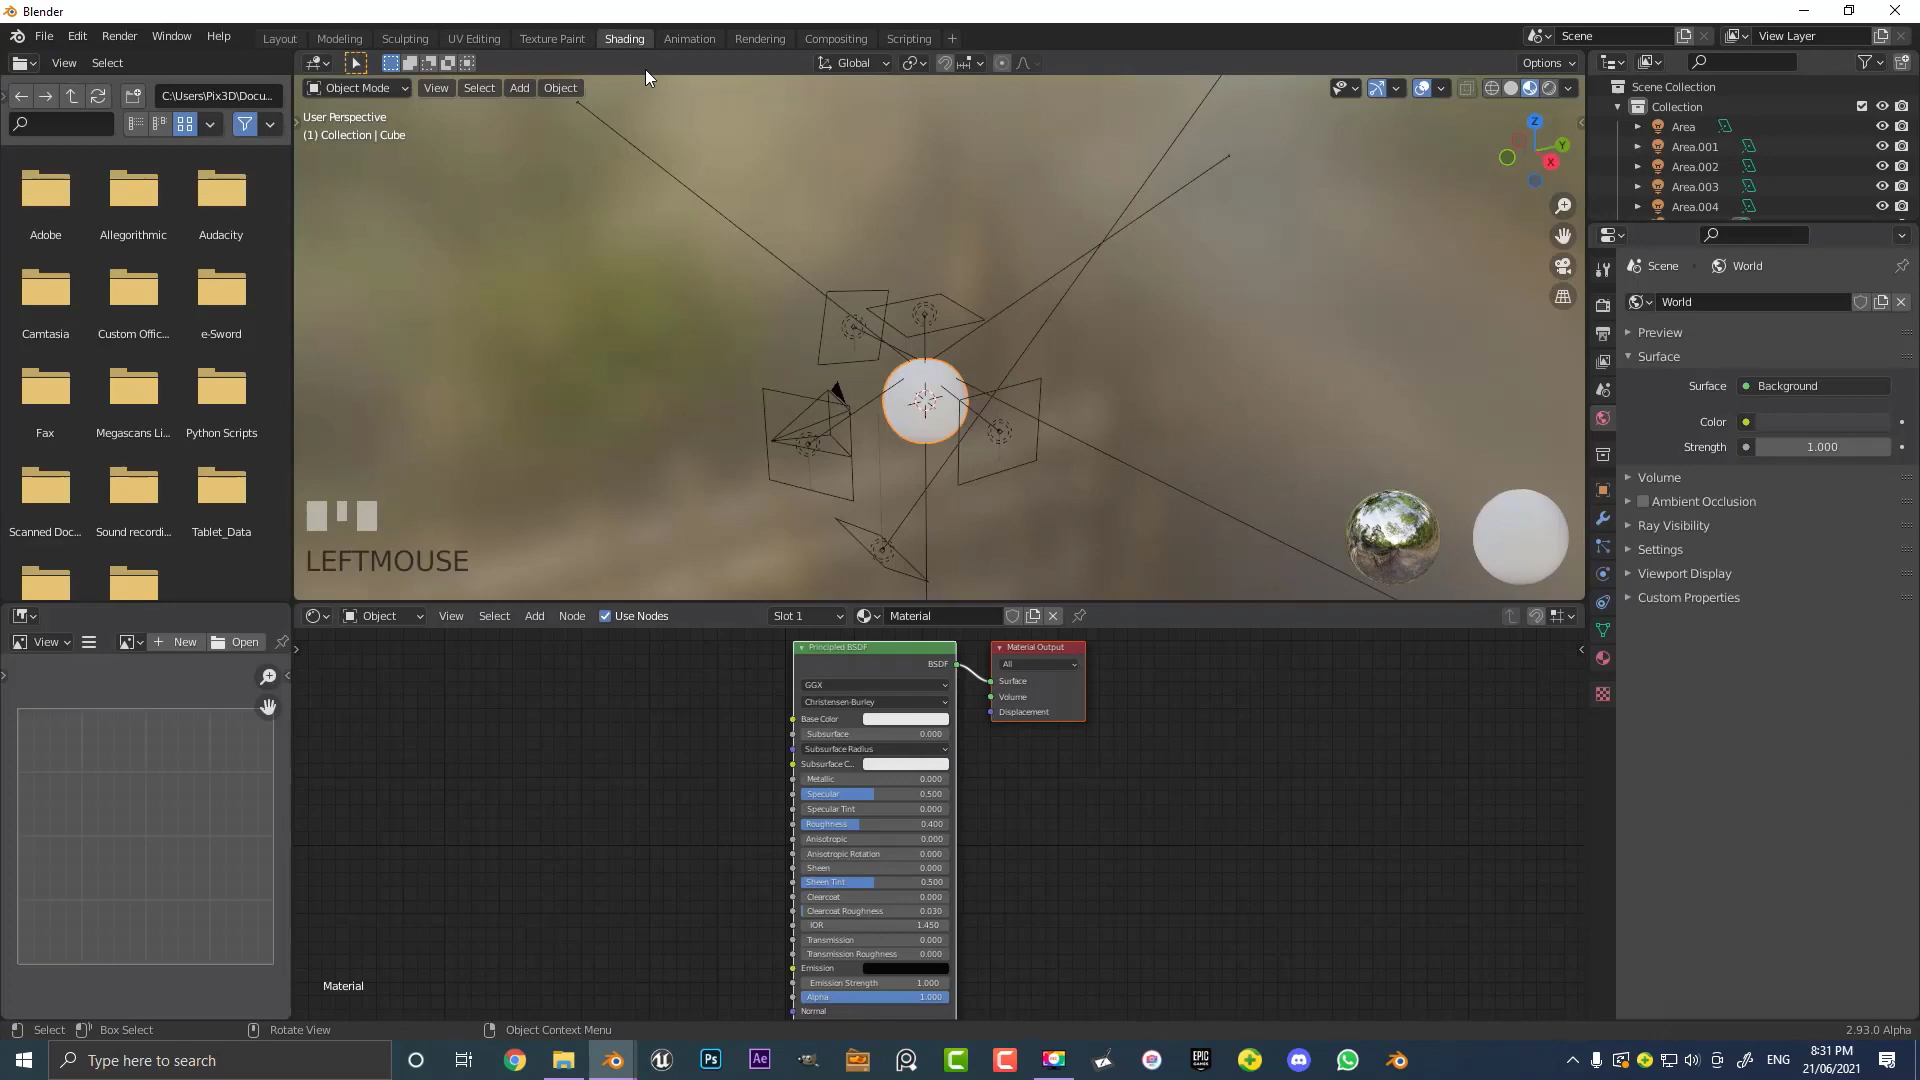 Blender
File Edit Render Window Help
Layout Modeling Sculpting UV Editing Texture Paint Shading Animation Rendering Compositing Scripting
Scene View Layer
View Select
Global
Options
C:\Users\Pix3D\Docu...
Object Mode View Select Add Object
User Perspective
(1) Collection | Cube
Scene Collection
Collection
Area
Area.001
Area.002
Area.003
Area.004
Z
Y
X
Adobe Allegorithmic Audacity
Camtasia Custom Offic... e-Sword
Fax Megascans Li... Python Scripts
Scanned Doc... Sound recordi... Tablet_Data
LEFTMOUSE
Scene World
World
Preview
Surface
Surface Background
Color
Strength 1.000
Volume
Ambient Occlusion
Ray Visibility
Settings
Viewport Display
Custom Properties
View New Open
Object View Select Add Node Use Nodes Slot 1 Material
Principled BSDF
BSDF
GGX
Christensen-Burley
Base Color
Subsurface 0.000
Subsurface Radius
Subsurface C...
Metallic 0.000
Specular 0.500
Specular Tint 0.000
Roughness 0.400
Anisotropic 0.000
Anisotropic Rotation 0.000
Sheen 0.000
Sheen Tint 0.500
Clearcoat 0.000
Clearcoat Roughness 0.030
IOR 1.450
Transmission 0.000
Transmission Roughness 0.000
Emission
Emission Strength 1.000
Alpha 1.000
Normal
Material Output
All
Surface
Volume
Displacement
Material
Select Box Select Rotate View Object Context Menu 2.93.0 Alpha
Type here to search
Ps
Ae
EPIC GAMES
ENG
8:31 PM
21/06/2021